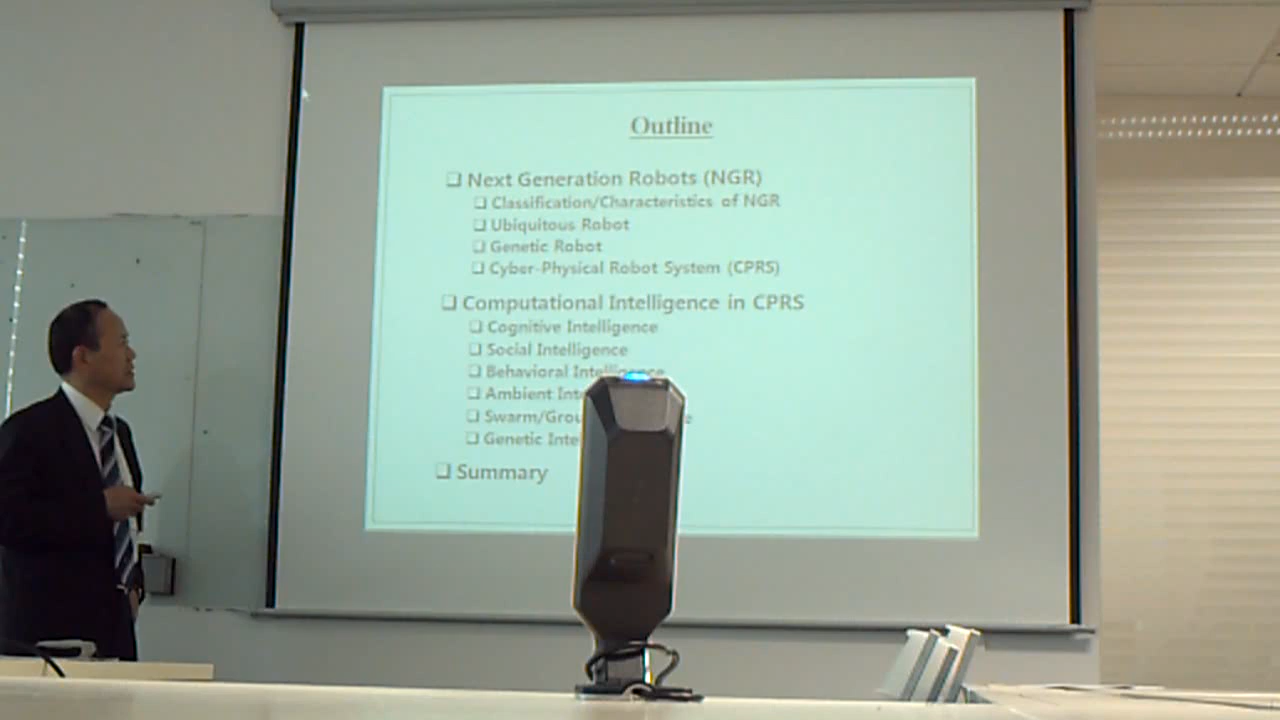 Outline
❑ Next Generation Robots (NGR)
❑ Classification/Characteristics of NGR
❑ Ubiquitous Robot
❑ Genetic Robot
❑ Cyber-Physical Robot System (CPRS)
❑ Computational Intelligence in CPRS
❑ Cognitive Intelligence
❑ Social Intelligence
❑ Behavioral Intelligence
❑ Ambient
❑ Swarm/
❑ Genetic
❑ Summary